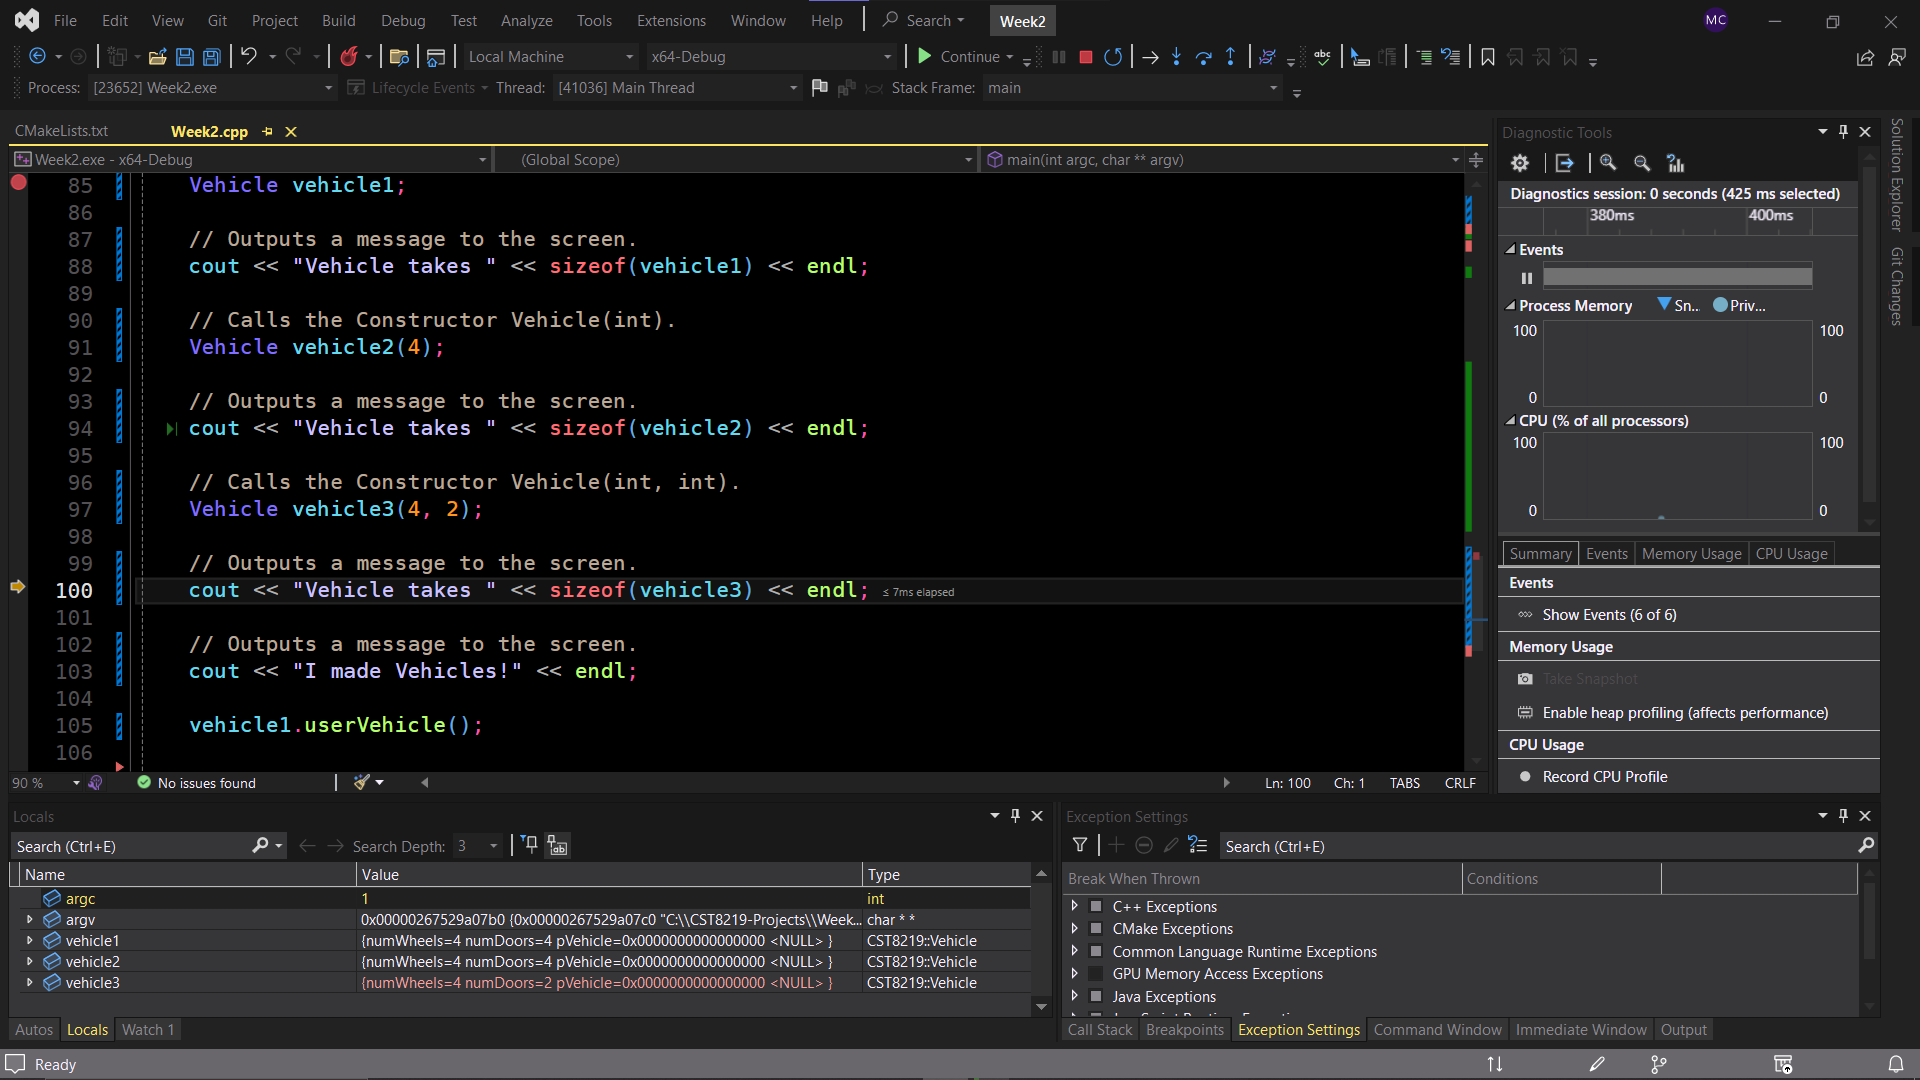 File Edit View Git Project Build Debug Test Analyze Tools Extensions Window Help Search Week2 MC
Local Machine x64-Debug Continue abc
Process: [23652] Week2.exe Lifecycle Events Thread: [41036] Main Thread Stack Frame: main
CMakeLists.txt Week2.cpp
Week2.exe - x64-Debug (Global Scope) main(int argc, char ** argv)
85 Vehicle vehicle1;
86
87 // Outputs a message to the screen.
88 cout << "Vehicle takes " << sizeof(vehicle1) << endl;
89
90 // Calls the Constructor Vehicle(int).
91 Vehicle vehicle2(4);
92
93 // Outputs a message to the screen.
94 cout << "Vehicle takes " << sizeof(vehicle2) << endl;
95
96 // Calls the Constructor Vehicle(int, int).
97 Vehicle vehicle3(4, 2);
98
99 // Outputs a message to the screen.
100 cout << "Vehicle takes " << sizeof(vehicle3) << endl; ≤ 7ms elapsed
101
102 // Outputs a message to the screen.
103 cout << "I made Vehicles!" << endl;
104
105 vehicle1.userVehicle();
106
90 % No issues found Ln: 100 Ch: 1 TABS CRLF
Diagnostic Tools
Diagnostics session: 0 seconds (425 ms selected)
380ms 400ms
Events
Process Memory Sn... Priv...
100 100
0 0
CPU (% of all processors)
100 100
0 0
Summary Events Memory Usage CPU Usage
Events
Show Events (6 of 6)
Memory Usage
Take Snapshot
Enable heap profiling (affects performance)
CPU Usage
Record CPU Profile
Solution Explorer
Git Changes
Locals
Search (Ctrl+E) Search Depth: 3
Name Value Type
argc 1 int
argv 0x00000267529a07b0 {0x00000267529a07c0 "C:\\CST8219-Projects\\Week... char * *
vehicle1 {numWheels=4 numDoors=4 pVehicle=0x0000000000000000 <NULL> } CST8219::Vehicle
vehicle2 {numWheels=4 numDoors=4 pVehicle=0x0000000000000000 <NULL> } CST8219::Vehicle
vehicle3 {numWheels=4 numDoors=2 pVehicle=0x0000000000000000 <NULL> } CST8219::Vehicle
Autos Locals Watch 1
Exception Settings
Search (Ctrl+E)
Break When Thrown Conditions
C++ Exceptions
CMake Exceptions
Common Language Runtime Exceptions
GPU Memory Access Exceptions
Java Exceptions
Call Stack Breakpoints Exception Settings Command Window Immediate Window Output
Ready